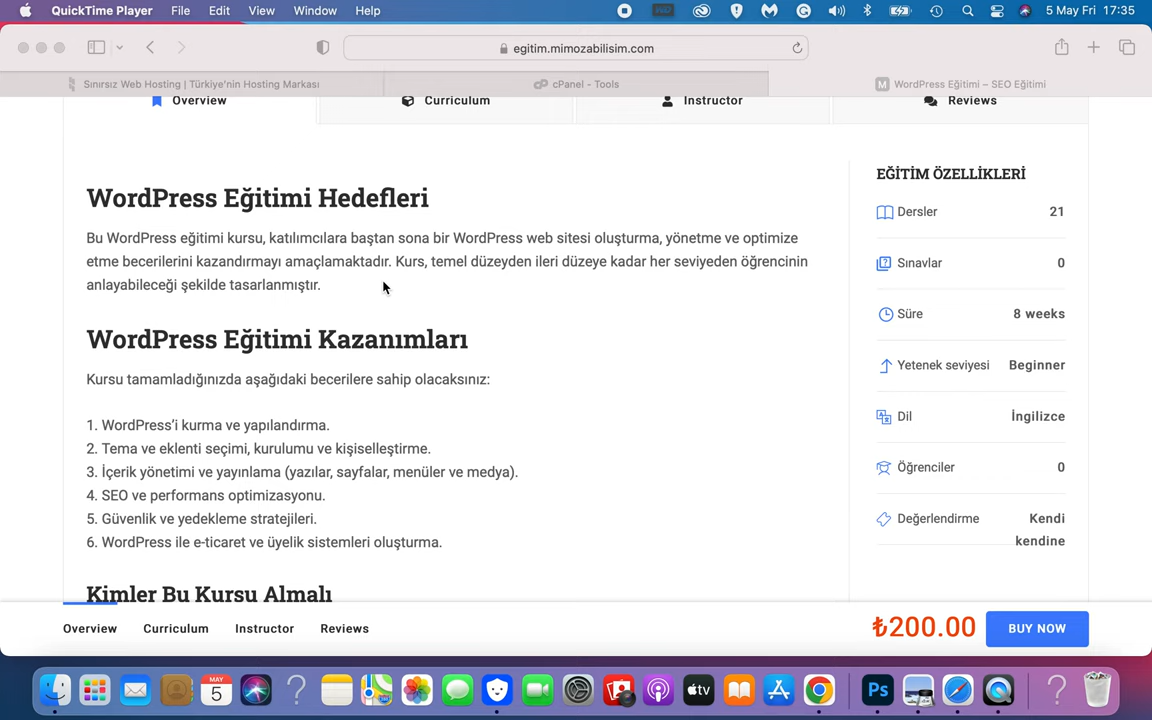 QuickTime Player File Edit View Window Help 5 May Fri 17:35
egitim.mimozabilisim.com
Sınırsız Web Hosting | Türkiye'nin Hosting Markası
cPanel - Tools
M WordPress Eğitimi – SEO Eğitimi
Overview
Curriculum
Instructor
Reviews
WordPress Eğitimi Hedefleri
Bu WordPress eğitimi kursu, katılımcılara baştan sona bir WordPress web sitesi oluşturma, yönetme ve optimize
etme becerilerini kazandırmayı amaçlamaktadır. Kurs, temel düzeyden ileri düzeye kadar her seviyeden öğrencinin
anlayabileceği şekilde tasarlanmıştır.
WordPress Eğitimi Kazanımları
Kursu tamamladığınızda aşağıdaki becerilere sahip olacaksınız:
1. WordPress'i kurma ve yapılandırma.
2. Tema ve eklenti seçimi, kurulumu ve kişiselleştirme.
3. İçerik yönetimi ve yayınlama (yazılar, sayfalar, menüler ve medya).
4. SEO ve performans optimizasyonu.
5. Güvenlik ve yedekleme stratejileri.
6. WordPress ile e-ticaret ve üyelik sistemleri oluşturma.
Kimler Bu Kursu Almalı
EĞİTİM ÖZELLİKLERİ
Dersler 21
Sınavlar 0
Süre 8 weeks
Yetenek seviyesi Beginner
Dil İngilizce
Öğrenciler 0
Değerlendirme Kendi
kendine
Overview Curriculum Instructor Reviews
₺200.00 BUY NOW
MAY
5
tv
Ps